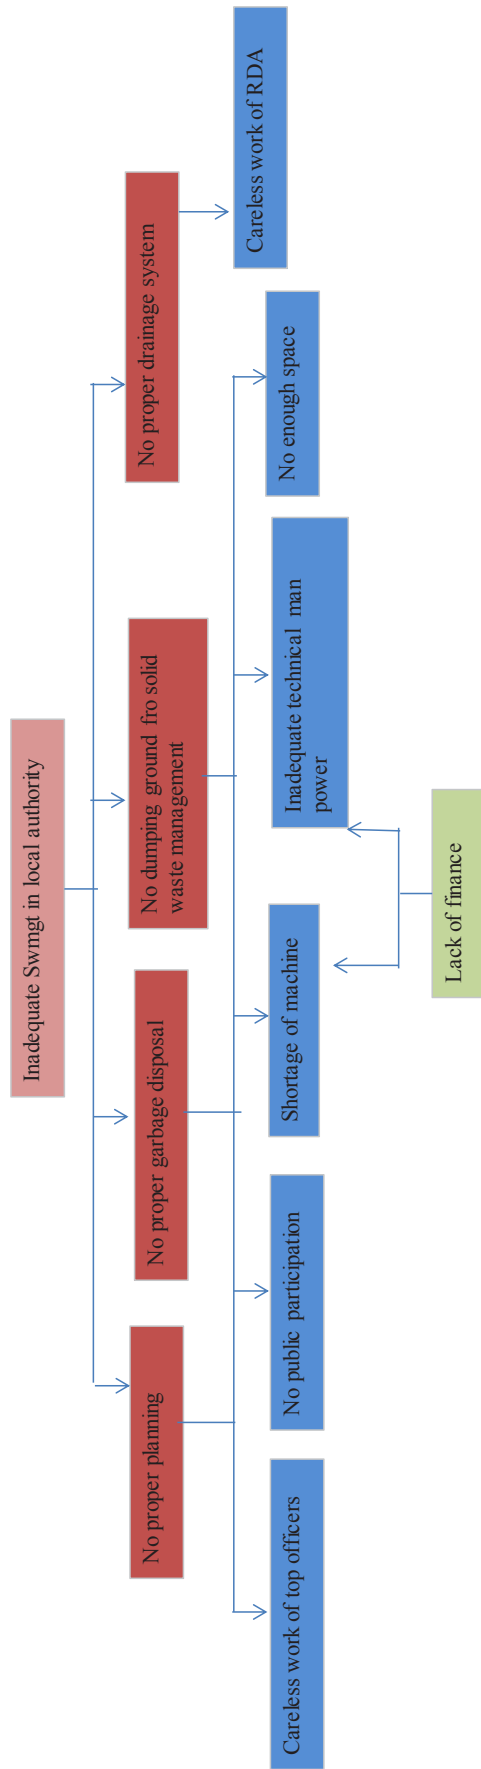 Inadequate Swmgt in local authority
No proper planning
No proper garbage disposal
No dumping ground fro solid
waste management
No proper drainage system
Careless work of top officers
No public participation
Shortage of machine
Inadequate technical man
power
No enough space
Careless work of RDA
Lack of finance